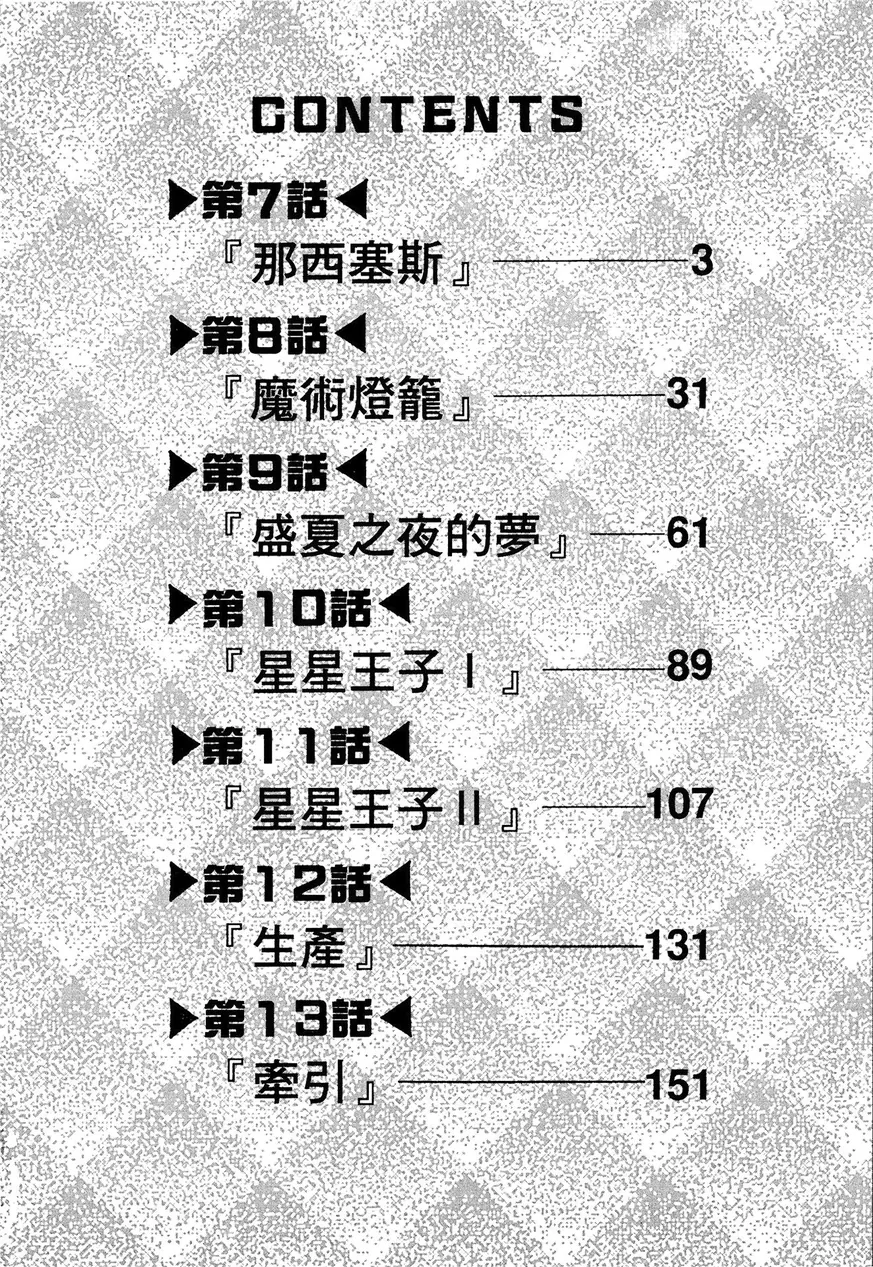 CONTENTS
▶第7話◀
『那西塞斯』——3
▶第8話◀
『魔術燈籠』——31
▶第9話◀
『盛夏之夜的夢』——61
▶第10話◀
『星星王子Ⅰ』——89
▶第11話◀
『星星王子Ⅱ』——107
▶第12話◀
『生產』——131
▶第13話◀
『牽引』——151